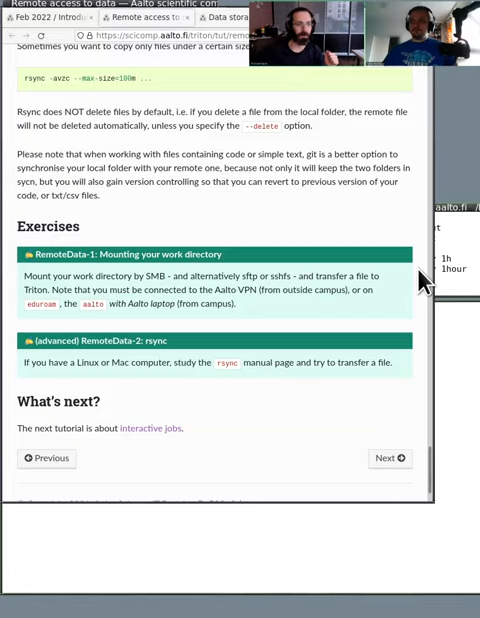 Remote access to data — Aalto scientific com
Feb 2022 / Introdu
Remote access to
Data stora
https://scicomp.aalto.fi/triton/tut/remo
Sometimes you want to copy only files under a certain size
rsync -avzc --max-size=100m ...
Rsync does NOT delete files by default, i.e. if you delete a file from the local folder, the remote file
will not be deleted automatically, unless you specify the --delete option.
Please note that when working with files containing code or simple text, git is a better option to
synchronise your local folder with your remote one, because not only it will keep the two folders in
sycn, but you will also gain version controlling so that you can revert to previous version of your
code, or txt/csv files.
Exercises
RemoteData-1: Mounting your work directory
Mount your work directory by SMB - and alternatively sftp or sshfs - and transfer a file to
Triton. Note that you must be connected to the Aalto VPN (from outside campus), or on
eduroam , the aalto with Aalto laptop (from campus).
(advanced) RemoteData-2: rsync
If you have a Linux or Mac computer, study the rsync manual page and try to transfer a file.
What's next?
The next tutorial is about interactive jobs.
Previous
Next
aalto.fi
nt
1h
1hour